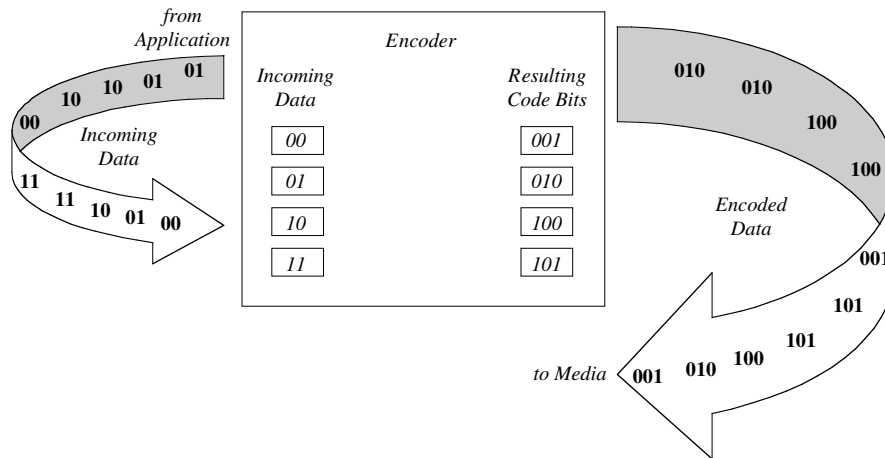 from
Application
01
01
10
10
00
Incoming
Data
11
11
10
01
00
Encoder
Incoming
Data
Resulting
Code Bits
00
001
01
010
10
100
11
101
010
010
100
100
Encoded
Data
001
101
101
100
010
001
to Media